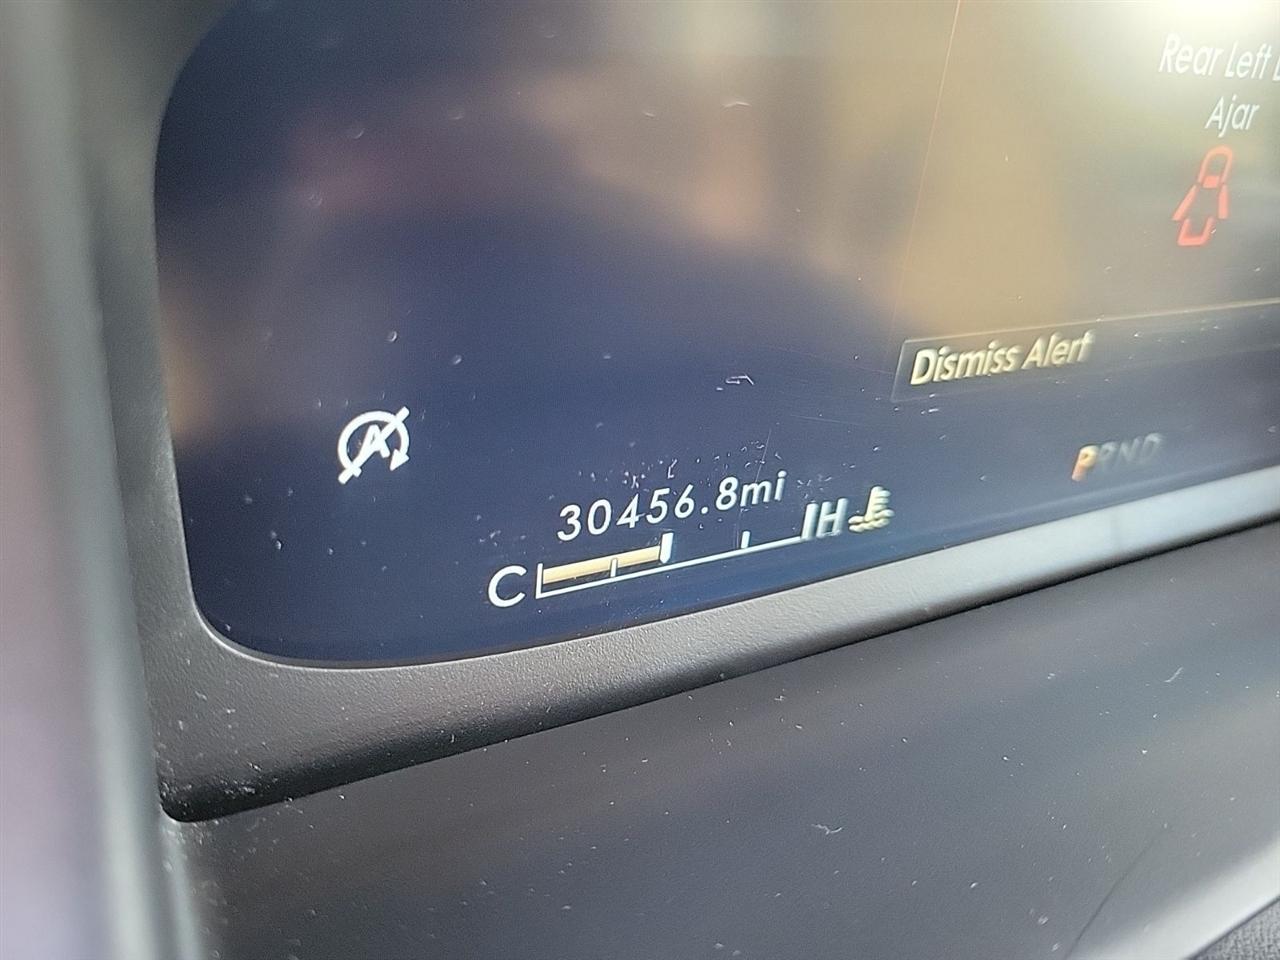 Rear Left
Ajar
Dismiss Alert
A
PRND
30456.8mi
C H